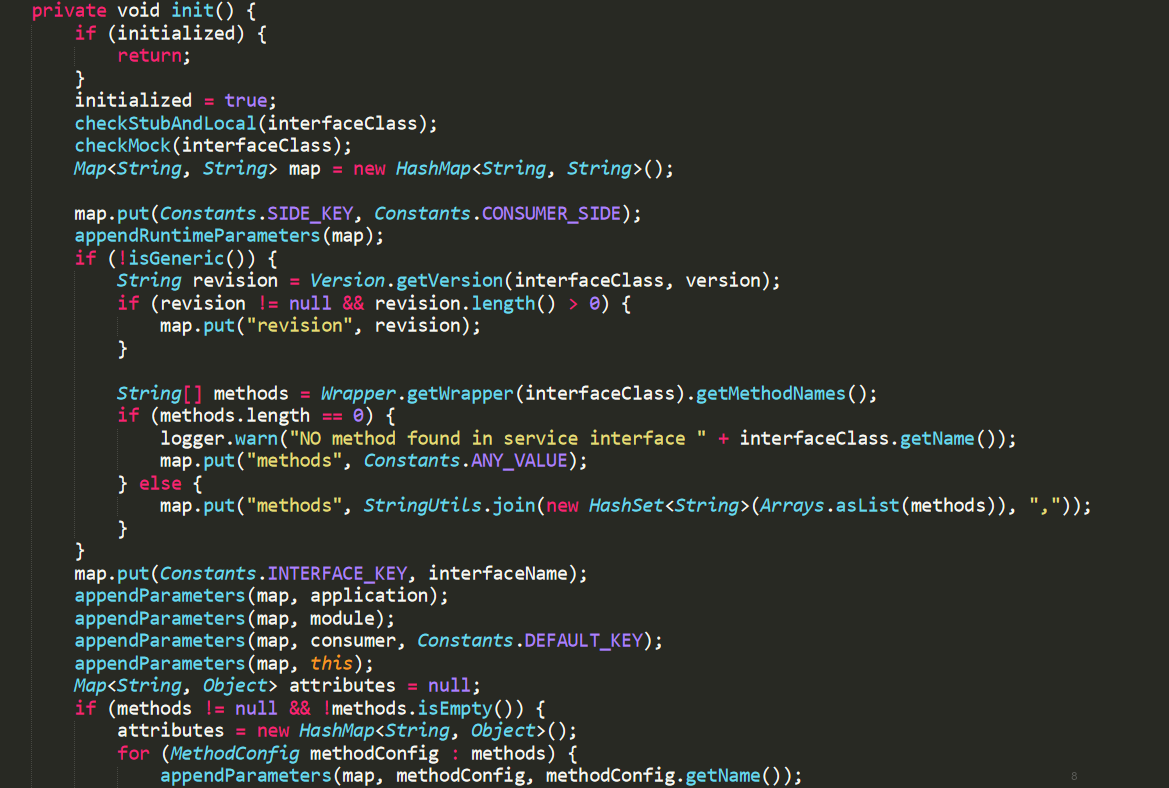 private void init() {
    if (initialized) {
        return;
    }
    initialized = true;
    checkStubAndLocal(interfaceClass);
    checkMock(interfaceClass);
    Map<String, String> map = new HashMap<String, String>();

    map.put(Constants.SIDE_KEY, Constants.CONSUMER_SIDE);
    appendRuntimeParameters(map);
    if (!isGeneric()) {
        String revision = Version.getVersion(interfaceClass, version);
        if (revision != null && revision.length() > 0) {
            map.put("revision", revision);
        }

        String[] methods = Wrapper.getWrapper(interfaceClass).getMethodNames();
        if (methods.length == 0) {
            logger.warn("NO method found in service interface " + interfaceClass.getName());
            map.put("methods", Constants.ANY_VALUE);
        } else {
            map.put("methods", StringUtils.join(new HashSet<String>(Arrays.asList(methods)), ","));
        }
    }
    map.put(Constants.INTERFACE_KEY, interfaceName);
    appendParameters(map, application);
    appendParameters(map, module);
    appendParameters(map, consumer, Constants.DEFAULT_KEY);
    appendParameters(map, this);
    Map<String, Object> attributes = null;
    if (methods != null && !methods.isEmpty()) {
        attributes = new HashMap<String, Object>();
        for (MethodConfig methodConfig : methods) {
            appendParameters(map, methodConfig, methodConfig.getName());
8